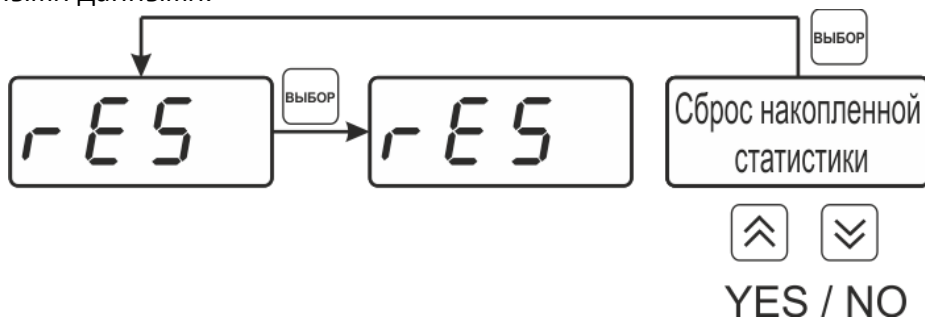 ВЫБОР
rES
ВЫБОР
rES
Сброс накопленной
статистики
YES / NO